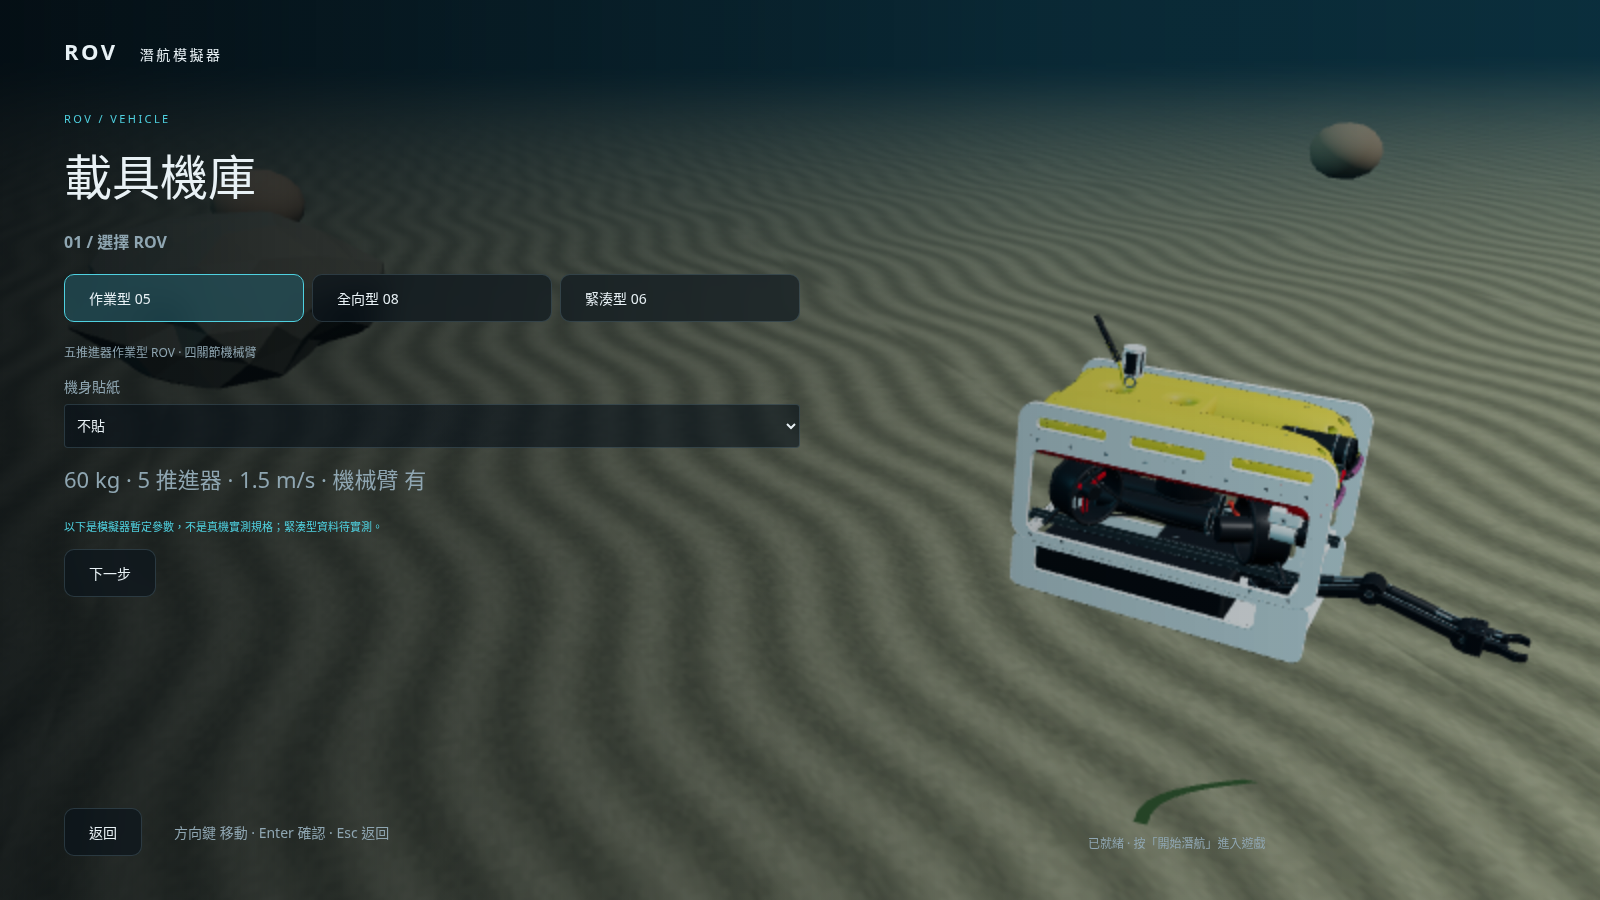 ROV 潛航模擬器
ROV / VEHICLE
載具機庫
01 / 選擇 ROV
作業型 05
全向型 08
緊湊型 06
五推進器作業型 ROV · 四關節機械臂
機身貼紙
不貼
60 kg · 5 推進器 · 1.5 m/s · 機械臂 有
以下是模擬器暫定參數，不是真機實測規格；緊湊型資料待實測。
下一步
返回
方向鍵 移動 · Enter 確認 · Esc 返回
已就緒 · 按「開始潛航」進入遊戲